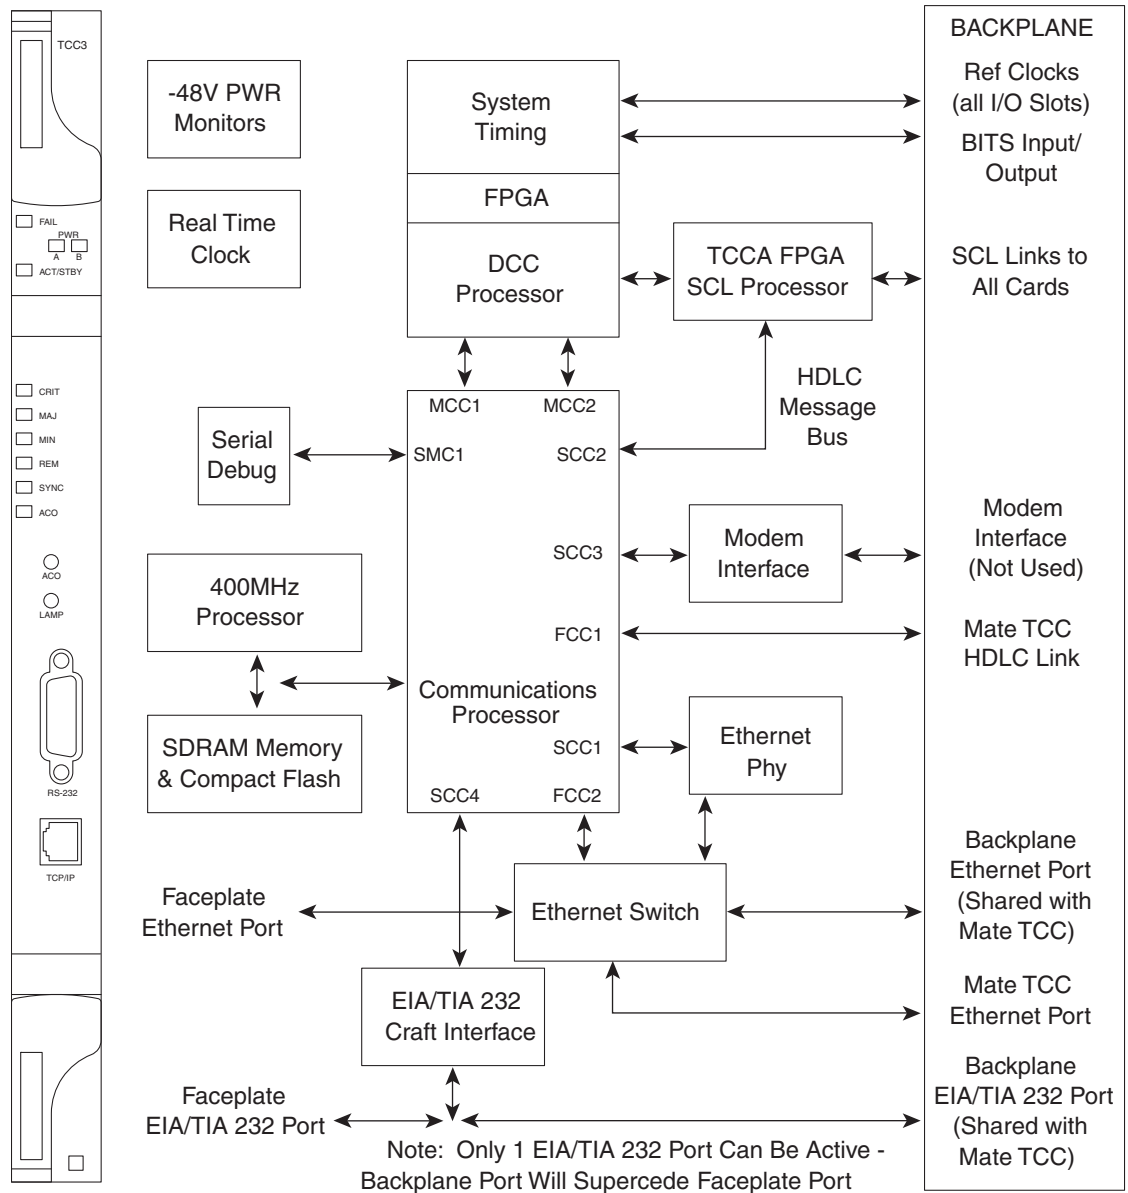 TCC3
FAIL
PWR
A B
ACT/STBY
CRIT
MAJ
MIN
REM
SYNC
ACO
ACO
LAMP
RS-232
TCP/IP
-48V PWR
Monitors
Real Time
Clock
System
Timing
FPGA
DCC
Processor
TCCA FPGA
SCL Processor
HDLC
Message
Bus
MCC1
MCC2
Serial
Debug
SMC1
SCC2
SCC3
Modem
Interface
400MHz
Processor
FCC1
Communications
Processor
SDRAM Memory
& Compact Flash
SCC1
Ethernet
Phy
SCC4
FCC2
Faceplate
Ethernet Port
Ethernet Switch
EIA/TIA 232
Craft Interface
Faceplate
EIA/TIA 232 Port
BACKPLANE
Ref Clocks
(all I/O Slots)
BITS Input/
Output
SCL Links to
All Cards
Modem
Interface
(Not Used)
Mate TCC
HDLC Link
Backplane
Ethernet Port
(Shared with
Mate TCC)
Mate TCC
Ethernet Port
Backplane
EIA/TIA 232 Port
(Shared with
Mate TCC)
Note: Only 1 EIA/TIA 232 Port Can Be Active -
Backplane Port Will Supercede Faceplate Port